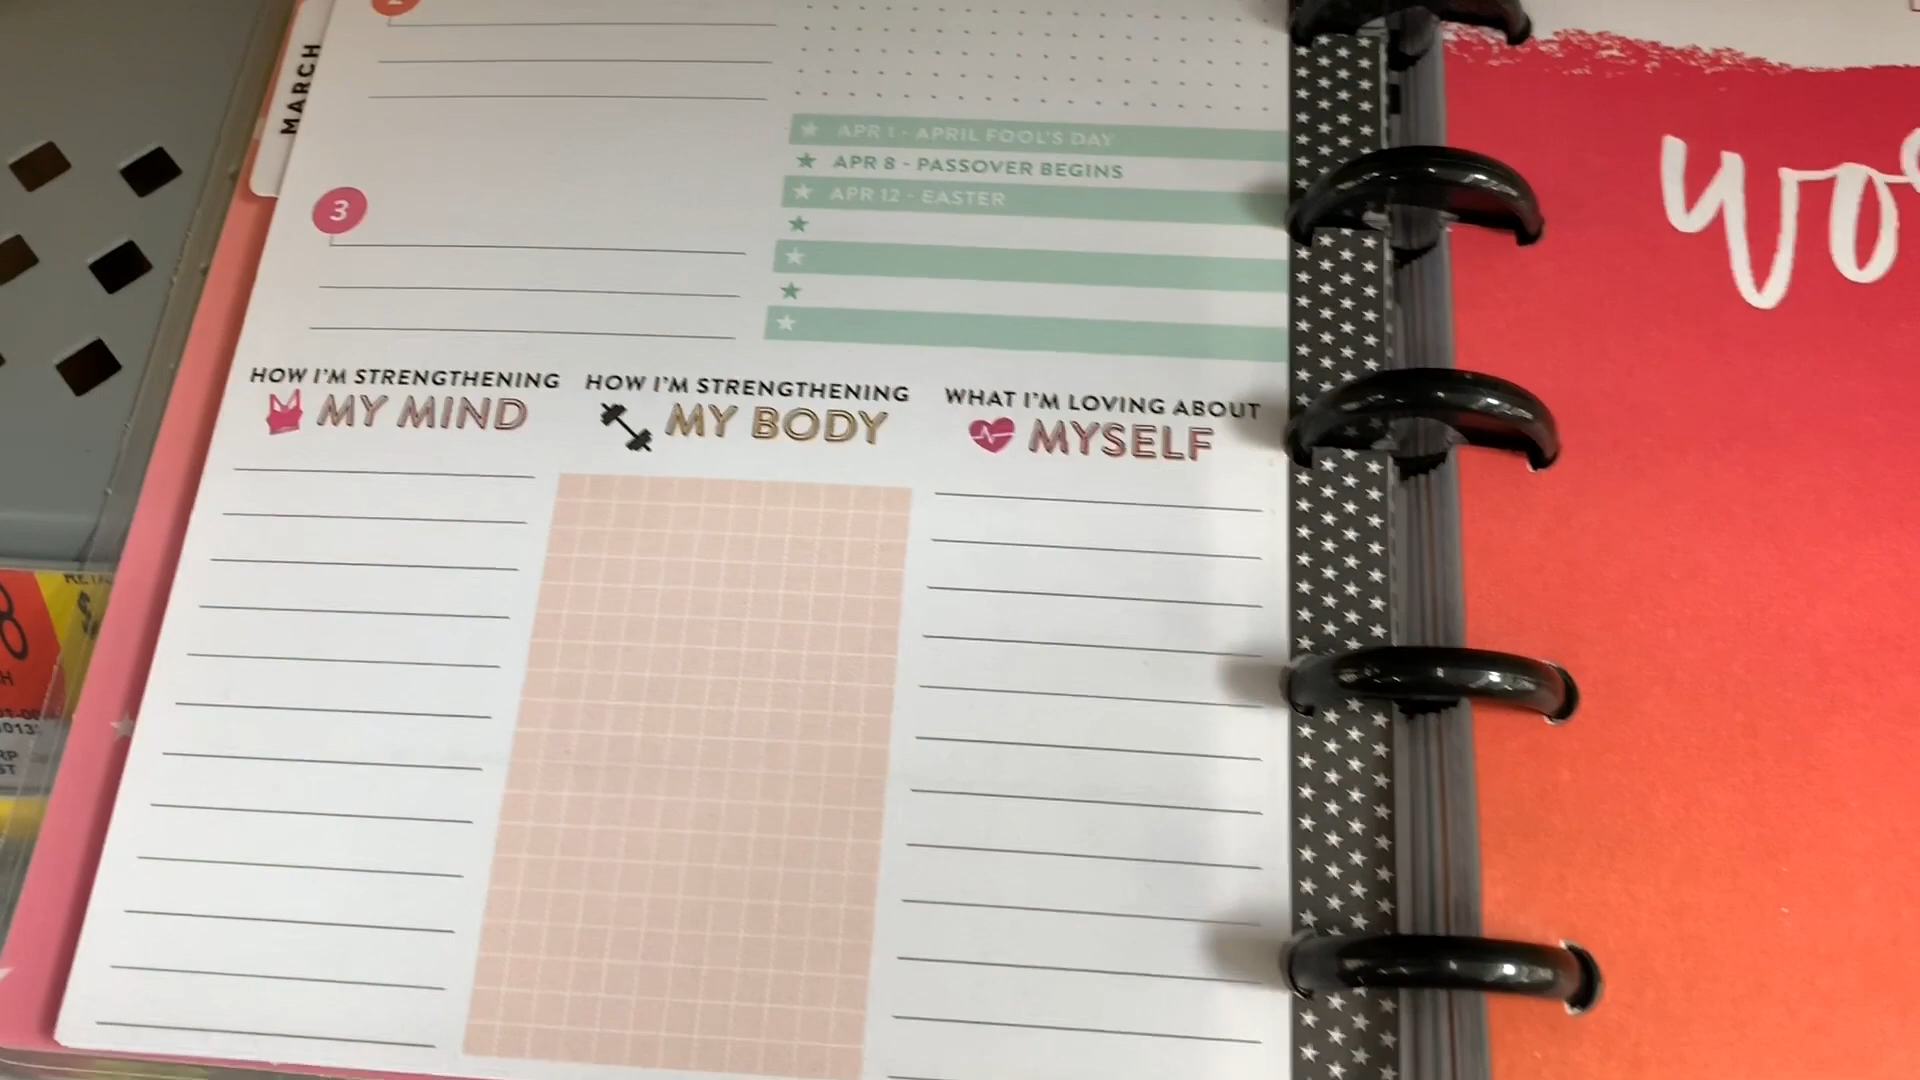 MARCH
APR 1 - APRIL FOOL'S DAY
APR 8 - PASSOVER BEGINS
APR 12 - EASTER
3
HOW I'M STRENGTHENING
MY MIND
HOW I'M STRENGTHENING
MY BODY
WHAT I'M LOVING ABOUT
MYSELF